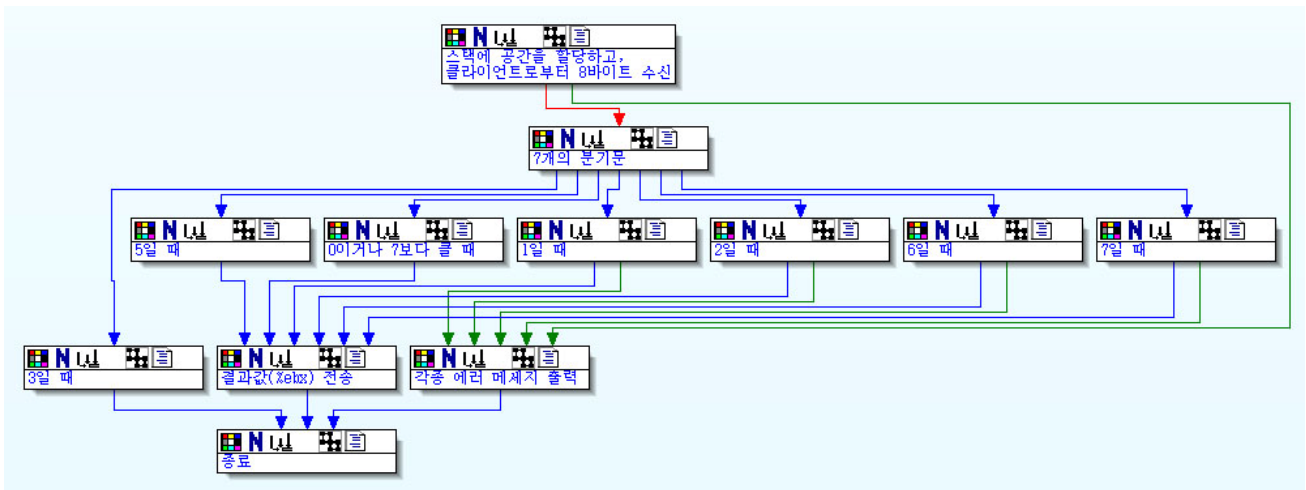 스택에 공간을 할당하고,
클라이언트로부터 8바이트 수신
7개의 분기문
5일 때
0이거나 7보다 클 때
1일 때
2일 때
6일 때
7일 때
3일 때
결과값(%ebx) 전송
각종 에러 메세지 출력
종료